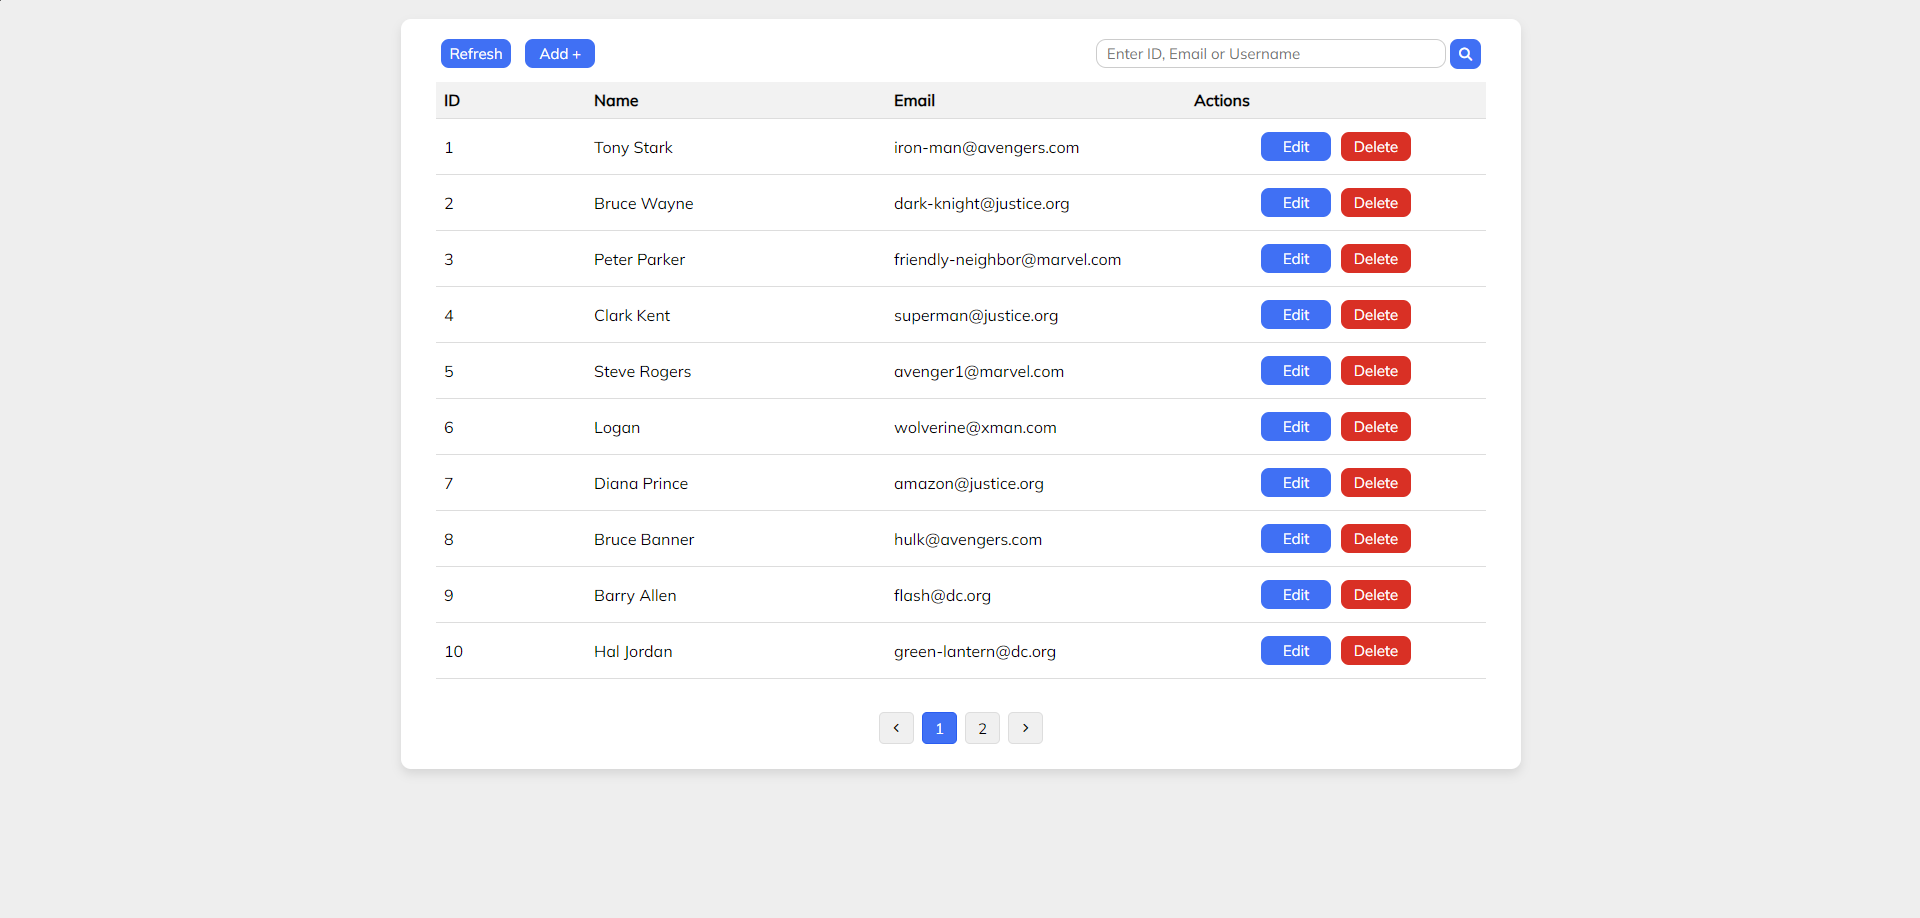 Refresh Add + Enter ID, Email or Username
ID Name Email Actions
1 Tony Stark iron-man@avengers.com Edit Delete
2 Bruce Wayne dark-knight@justice.org Edit Delete
3 Peter Parker friendly-neighbor@marvel.com Edit Delete
4 Clark Kent superman@justice.org Edit Delete
5 Steve Rogers avenger1@marvel.com Edit Delete
6 Logan wolverine@xman.com Edit Delete
7 Diana Prince amazon@justice.org Edit Delete
8 Bruce Banner hulk@avengers.com Edit Delete
9 Barry Allen flash@dc.org Edit Delete
10 Hal Jordan green-lantern@dc.org Edit Delete
1 2